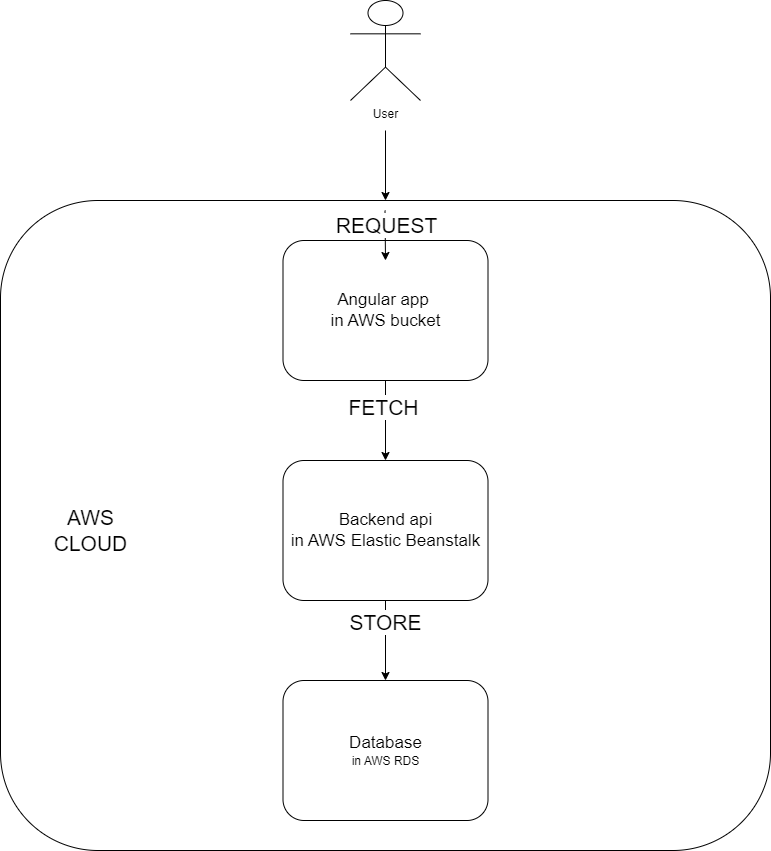 User
REQUEST
Angular app
in AWS bucket
FETCH
AWS
CLOUD
Backend api
in AWS Elastic Beanstalk
STORE
Database
in AWS RDS